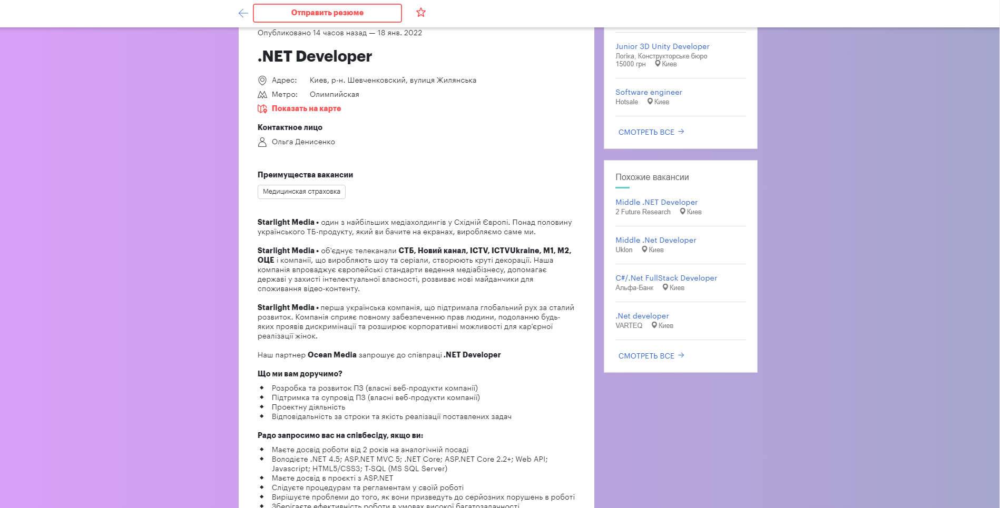 Отправить резюме
Опубликовано 14 часов назад — 18 янв. 2022
.NET Developer
Адрес: Киев, р-н. Шевченковский, вулиця Жилянська
Метро: Олимпийская
Показать на карте
Контактное лицо
Ольга Денисенко
Преимущества вакансии
Медицинская страховка
Starlight Media • один з найбільших медіахолдингів у Східній Європі. Понад половину
українського ТБ-продукту, який ви бачите на екранах, виробляємо саме ми.
Starlight Media • об'єднує телеканали СТБ, Новий канал, ICTV, ICTVUkraine, М1, М2,
ОЦЕ і компанії, що виробляють шоу та серіали, створюють круті декорації. Наша
компанія впроваджує європейські стандарти ведення медіабізнесу, допомагає
державі у захисті інтелектуальної власності, розвиває нові майданчики для
споживання відео-контенту.
Starlight Media • перша українська компанія, що підтримала глобальний рух за сталий
розвиток. Компанія сприяє повному забезпеченню прав людини, подоланню будь-
яких проявів дискримінації та розширює корпоративні можливості для кар'єрної
реалізації жінок.
Наш партнер Ocean Media запрошує до співпраці .NET Developer
Що ми вам доручимо?
Розробка та розвиток ПЗ (власні веб-продукти компанії)
Підтримка та супровід ПЗ (власні веб-продукти компанії)
Проектну діяльність
Відповідальність за строки та якість реалізації поставлених задач
Радо запросимо вас на співбесіду, якщо ви:
Маєте досвід роботи від 2 років на аналогічній посаді
Володієте .NET 4.5; ASP.NET MVC 5; .NET Core; ASP.NET Core 2.2+; Web API;
Javascript; HTML5/CSS3; T-SQL (MS SQL Server)
Маєте досвід в проєкті з ASP.NET
Слідуєте процедурам та регламентам у своїй роботі
Вирішуєте проблеми до того, як вони призведуть до серйозних порушень в роботі
Зберігаєте ефективність роботи в умовах високої багатозадачності
Junior 3D Unity Developer
Логіка, Конструкторське бюро
15000 грн Киев
Software engineer
Hotsale Киев
СМОТРЕТЬ ВСЕ
Похожие вакансии
Middle .NET Developer
2 Future Research Киев
Middle .Net Developer
Uklon Киев
C#/.Net FullStack Developer
Альфа-Банк Киев
.Net developer
VARTEQ Киев
СМОТРЕТЬ ВСЕ